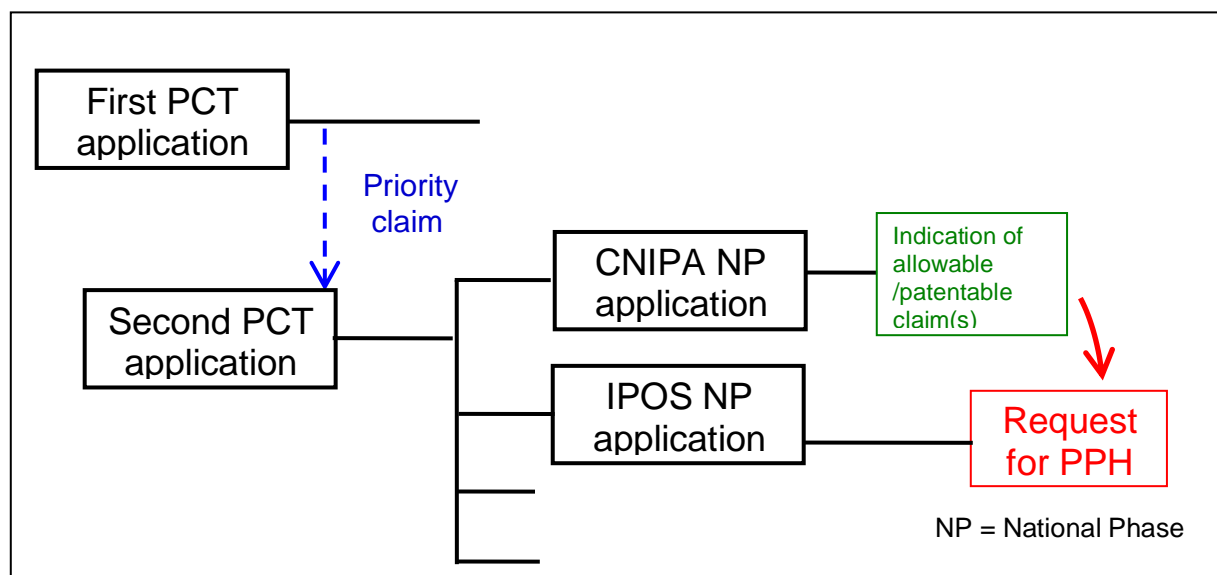 First PCT
application
Priority
claim
Second PCT
application
CNIPA NP
application
Indication of
allowable
/patentable
claim(s)
IPOS NP
application
Request
for PPH
NP = National Phase